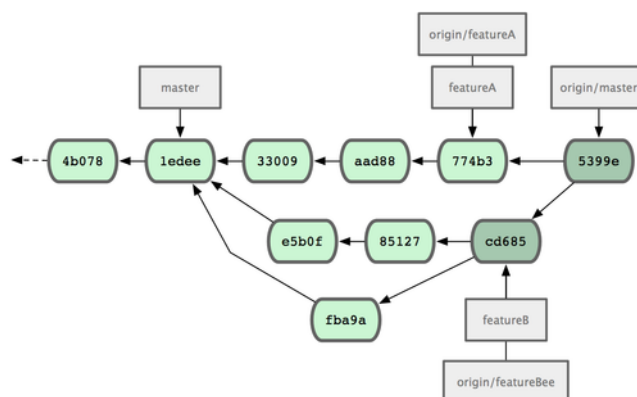 origin/featureA
master
featureA
origin/master
4b078
1edee
33009
aad88
774b3
5399e
e5b0f
85127
cd685
fba9a
featureB
origin/featureBee